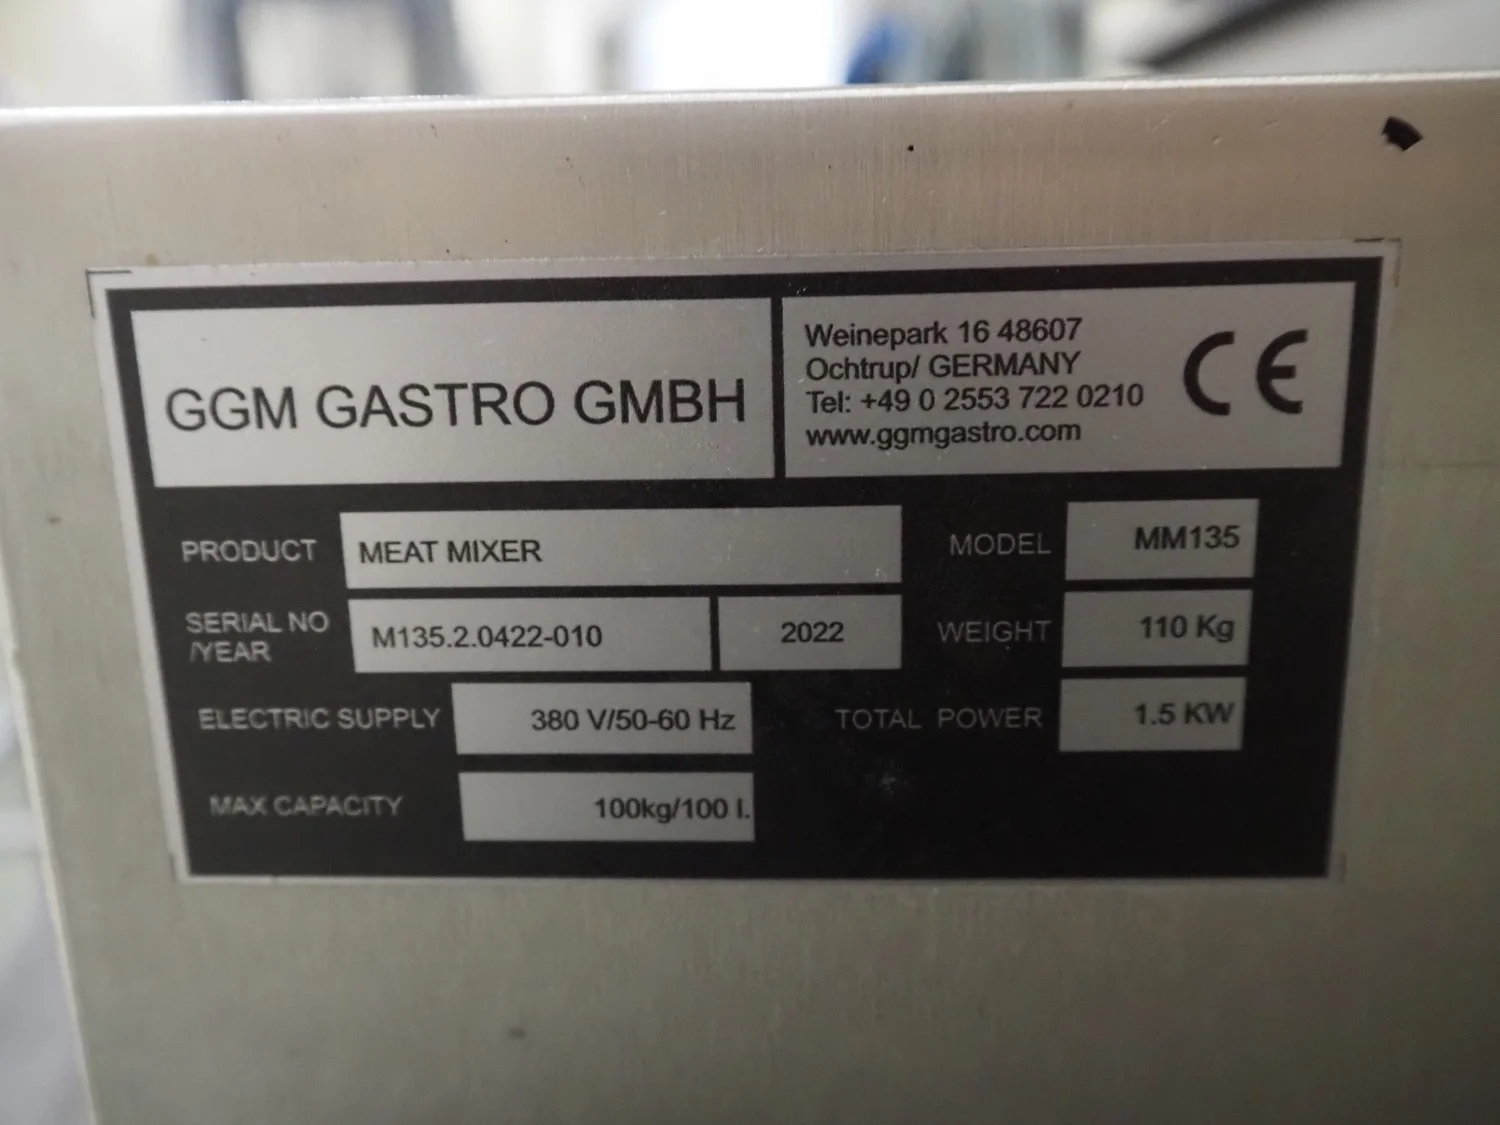 GGM GASTRO GMBH
Weinepark 16 48607
Ochtrup/ GERMANY
Tel: +49 0 2553 722 0210
www.ggmgastro.com
CE
PRODUCT MEAT MIXER
MODEL MM135
SERIAL NO
/YEAR
M135.2.0422-010 2022
WEIGHT 110 Kg
ELECTRIC SUPPLY 380 V/50-60 Hz
TOTAL POWER 1.5 KW
MAX CAPACITY 100kg/100 l.